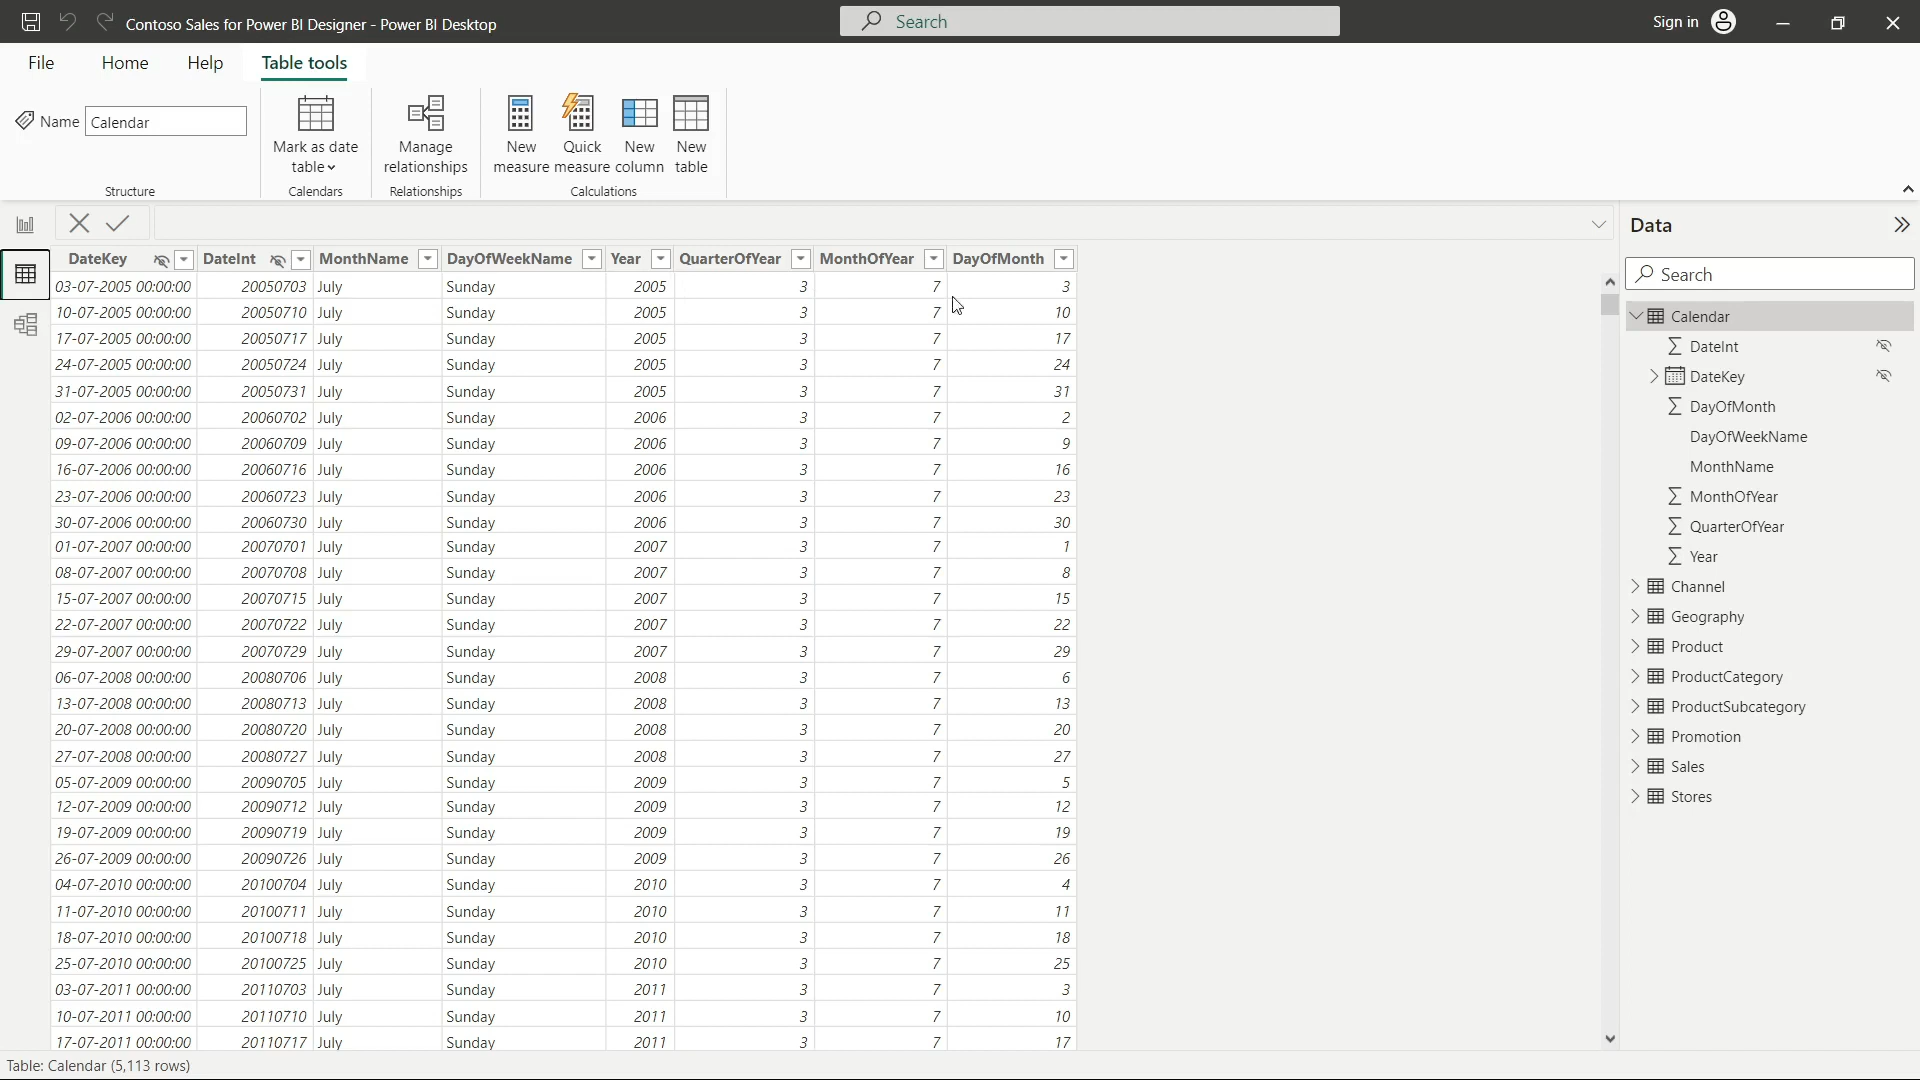 Contoso Sales for Power BI Designer - Power BI Desktop
Search
Sign in
File Home Help Table tools
Name Calendar
Mark as date table
Manage relationships
New measure
Quick measure
New column
New table
Structure Calendars Relationships Calculations
DateKey DateInt MonthName DayOfWeekName Year QuarterOfYear MonthOfYear DayOfMonth
03-07-2005 00:00:00 20050703 July Sunday 2005 3 7 3
10-07-2005 00:00:00 20050710 July Sunday 2005 3 7 10
17-07-2005 00:00:00 20050717 July Sunday 2005 3 7 17
24-07-2005 00:00:00 20050724 July Sunday 2005 3 7 24
31-07-2005 00:00:00 20050731 July Sunday 2005 3 7 31
02-07-2006 00:00:00 20060702 July Sunday 2006 3 7 2
09-07-2006 00:00:00 20060709 July Sunday 2006 3 7 9
16-07-2006 00:00:00 20060716 July Sunday 2006 3 7 16
23-07-2006 00:00:00 20060723 July Sunday 2006 3 7 23
30-07-2006 00:00:00 20060730 July Sunday 2006 3 7 30
01-07-2007 00:00:00 20070701 July Sunday 2007 3 7 1
08-07-2007 00:00:00 20070708 July Sunday 2007 3 7 8
15-07-2007 00:00:00 20070715 July Sunday 2007 3 7 15
22-07-2007 00:00:00 20070722 July Sunday 2007 3 7 22
29-07-2007 00:00:00 20070729 July Sunday 2007 3 7 29
06-07-2008 00:00:00 20080706 July Sunday 2008 3 7 6
13-07-2008 00:00:00 20080713 July Sunday 2008 3 7 13
20-07-2008 00:00:00 20080720 July Sunday 2008 3 7 20
27-07-2008 00:00:00 20080727 July Sunday 2008 3 7 27
05-07-2009 00:00:00 20090705 July Sunday 2009 3 7 5
12-07-2009 00:00:00 20090712 July Sunday 2009 3 7 12
19-07-2009 00:00:00 20090719 July Sunday 2009 3 7 19
26-07-2009 00:00:00 20090726 July Sunday 2009 3 7 26
04-07-2010 00:00:00 20100704 July Sunday 2010 3 7 4
11-07-2010 00:00:00 20100711 July Sunday 2010 3 7 11
18-07-2010 00:00:00 20100718 July Sunday 2010 3 7 18
25-07-2010 00:00:00 20100725 July Sunday 2010 3 7 25
03-07-2011 00:00:00 20110703 July Sunday 2011 3 7 3
10-07-2011 00:00:00 20110710 July Sunday 2011 3 7 10
17-07-2011 00:00:00 20110717 July Sunday 2011 3 7 17
Data
Search
Calendar
DateInt
DateKey
DayOfMonth
DayOfWeekName
MonthName
MonthOfYear
QuarterOfYear
Year
Channel
Geography
Product
ProductCategory
ProductSubcategory
Promotion
Sales
Stores
Table: Calendar (5,113 rows)